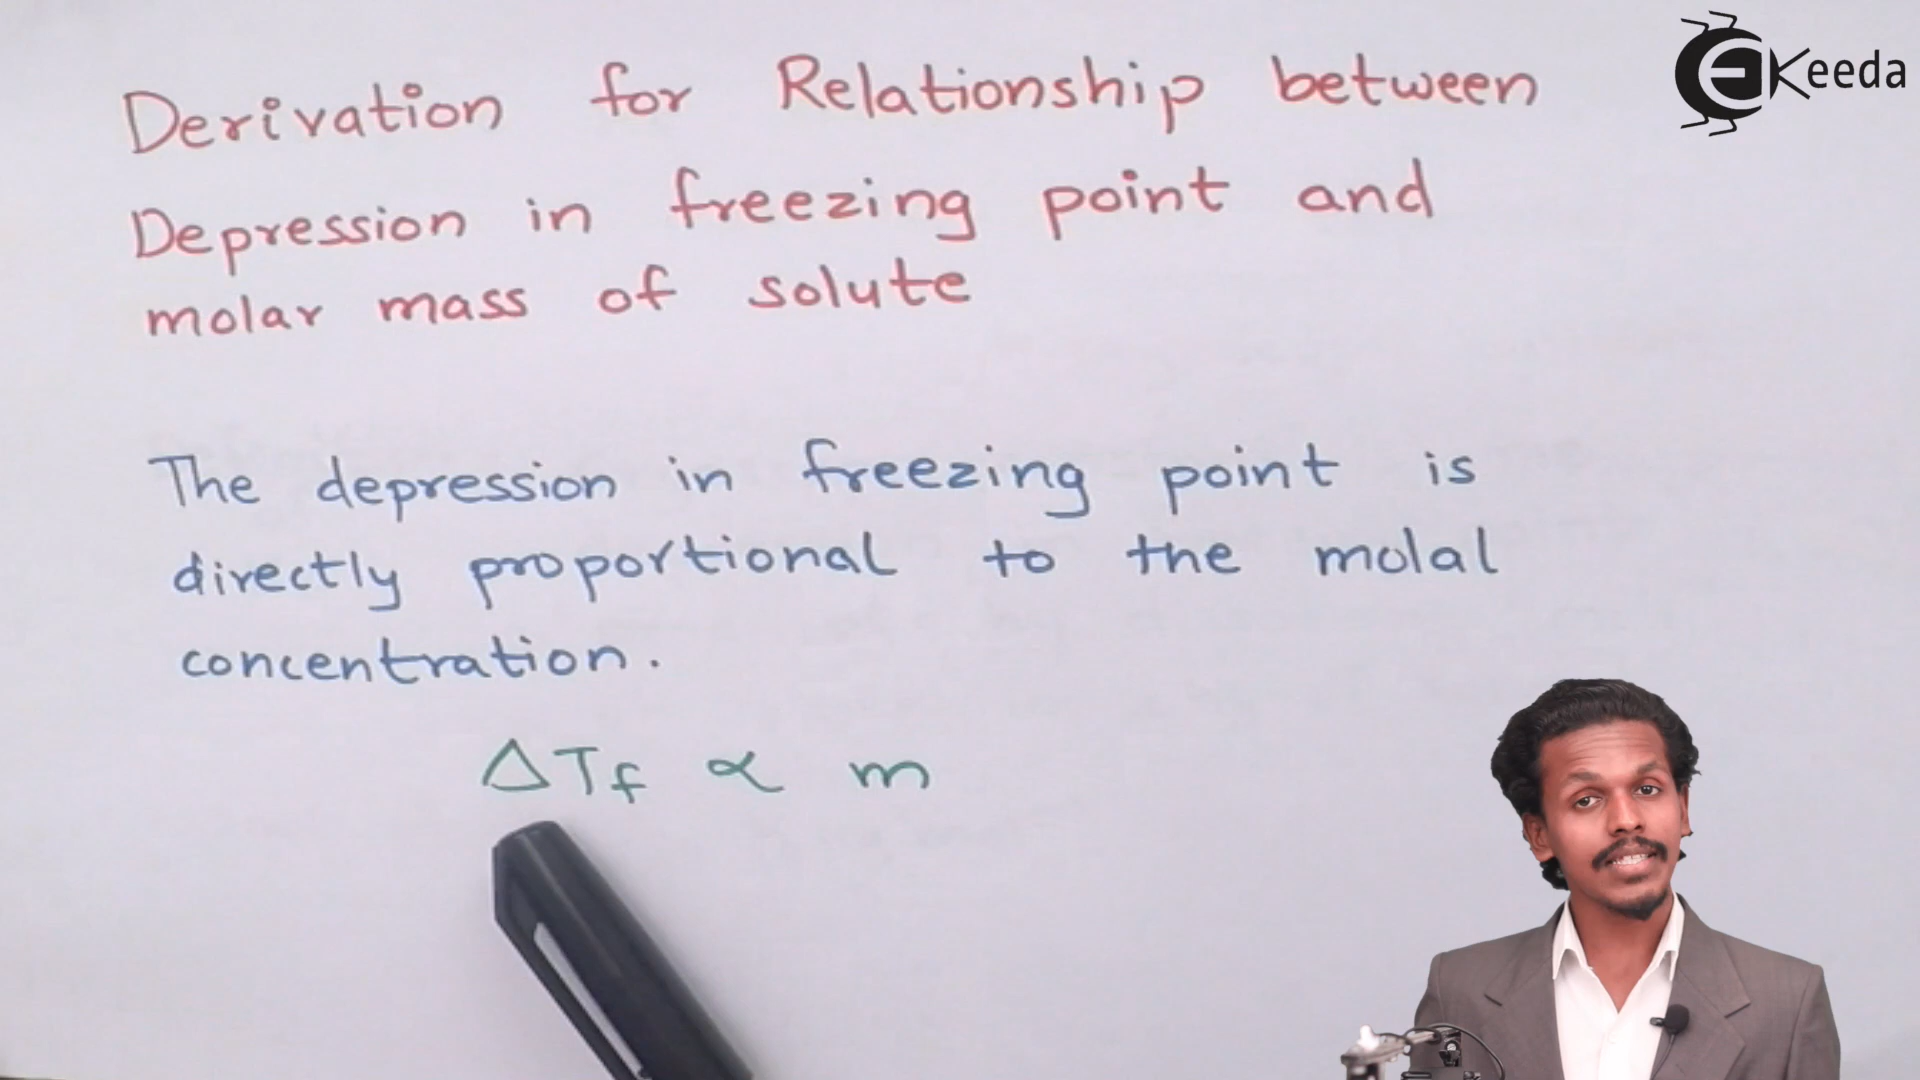 Derivation for Relationship between
Depression in freezing point and
molar mass of solute
The depression in freezing point is
directly proportional to the molal
concentration.
ΔTf ∝ m
EKeeda